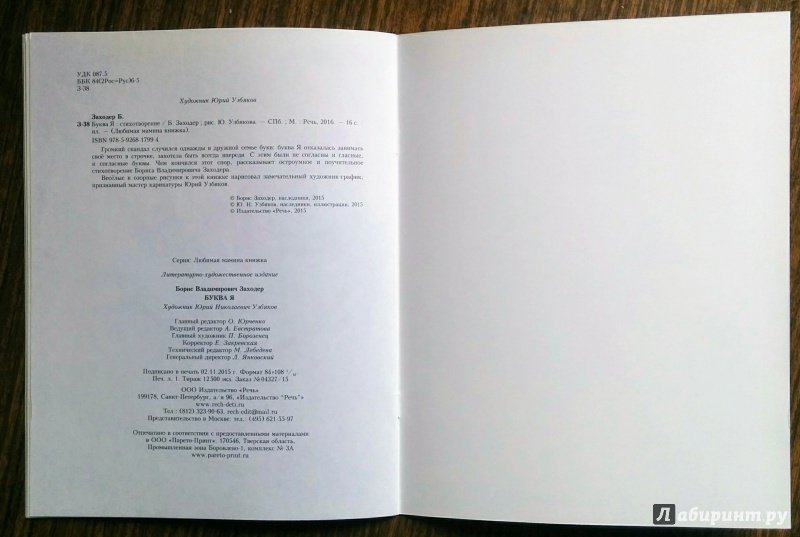 УДК 087.5
ББК 84(2Рос=Рус)6-5
З-38
Художник Юрий Узбяков
Заходер Б.
З-38 Буква Я : стихотворение / Б. Заходер ; рис. Ю. Узбякова. — СПб. ; М. : Речь, 2016. — 16 с. :
ил. — (Любимая мамина книжка).
ISBN 978-5-9268-1799-4
Громкий скандал случился однажды в дружной семье букв: буква Я отказалась занимать
своё место в строчке, захотела быть всегда впереди. С этим были не согласны и гласные,
и согласные буквы. Чем кончился этот спор, рассказывает остроумное и поучительное
стихотворение Бориса Владимировича Заходера.
Весёлые и озорные рисунки к этой книжке нарисовал замечательный художник-график,
признанный мастер карикатуры Юрий Узбяков.
© Борис Заходер, наследники, 2015
© Ю. Н. Узбяков, наследники, иллюстрации, 2015
© Издательство «Речь», 2015
Серия: Любимая мамина книжка
Литературно-художественное издание
Борис Владимирович Заходер
БУКВА Я
Художник Юрий Николаевич Узбяков
Главный редактор О. Юрченко
Ведущий редактор А. Евстратова
Главный художник П. Борозенец
Корректор Е. Закревская
Технический редактор М. Лебедева
Генеральный директор Л. Янковский
Подписано в печать 02.11.2015 г. Формат 84×108 1/16
Печ. л. 1. Тираж 12500 экз. Заказ № 04327/15
ООО Издательство «Речь»
199178, Санкт-Петербург, а/я 96, «Издательство "Речь"»
www.rech-deti.ru
Тел.: (812) 323-90-63, rech-edit@mail.ru
Представительство в Москве: тел.: (495) 621-55-97
Отпечатано в соответствии с предоставленными материалами
в ООО «Парето-Принт»: 170546, Тверская область,
Промышленная зона Боровлево-1, комплекс № 3А
www.pareto-print.ru
Лабиринт.ру